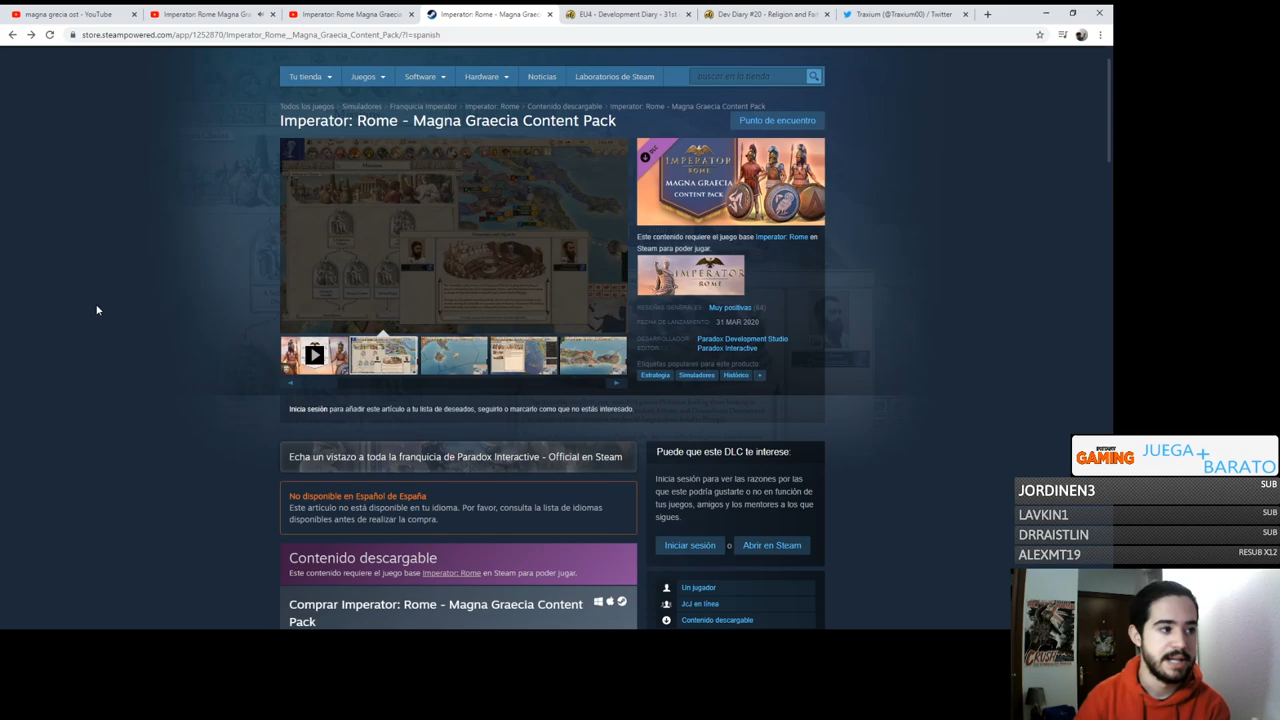 magna grecia ost - YouTube
Imperator: Rome Magna Gra
Imperator: Rome Magna Graecia
Imperator: Rome - Magna Graec
EU4 - Development Diary - 31st o
Dev Diary #20 - Religion and Fai
Traxium (@Traxium00) / Twitter
store.steampowered.com/app/1252870/Imperator_Rome__Magna_Graecia_Content_Pack/?l=spanish
Tu tienda
Juegos
Software
Hardware
Noticias
Laboratorios de Steam
buscar en la tienda
Todos los juegos > Simuladores > Franquicia Imperator > Imperator: Rome > Contenido descargable > Imperator: Rome - Magna Graecia Content Pack
Imperator: Rome - Magna Graecia Content Pack
Punto de encuentro
DLC
IMPERATOR
ROME
MAGNA GRAECIA
CONTENT PACK
Este contenido requiere el juego base Imperator: Rome en
Steam para poder jugar.
IMPERATOR
ROME
RESEÑAS GENERALES: Muy positivas (64)
FECHA DE LANZAMIENTO: 31 MAR 2020
DESARROLLADOR: Paradox Development Studio
EDITOR: Paradox Interactive
Etiquetas populares para este producto:
Estrategia
Simuladores
Histórico
+
Inicia sesión para añadir este artículo a tu lista de deseados, seguirlo o marcarlo como que no estás interesado.
Echa un vistazo a toda la franquicia de Paradox Interactive - Official en Steam
No disponible en Español de España
Este artículo no está disponible en tu idioma. Por favor, consulta la lista de idiomas
disponibles antes de realizar la compra.
Contenido descargable
Este contenido requiere el juego base Imperator: Rome en Steam para poder jugar.
Comprar Imperator: Rome - Magna Graecia Content
Pack
Puede que este DLC te interese:
Inicia sesión para ver las razones por las
que este podría gustarte o no en función de
tus juegos, amigos y los mentores a los que
sigues.
Iniciar sesión
o
Abrir en Steam
Un jugador
JcJ en línea
Contenido descargable
INSTANT
GAMING
JUEGA+
BARATO
JORDINEN3 SUB
LAVKIN1 SUB
DRRAISTLIN SUB
ALEXMT19 RESUB X12